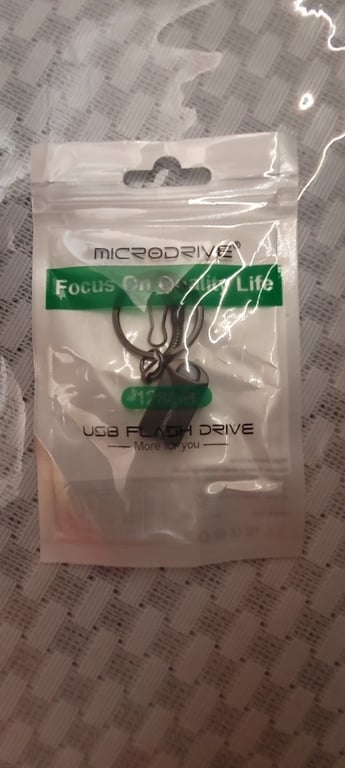 MICRODRIVE®
Focus On Quality Life
USB FLASH DRIVE
More for you